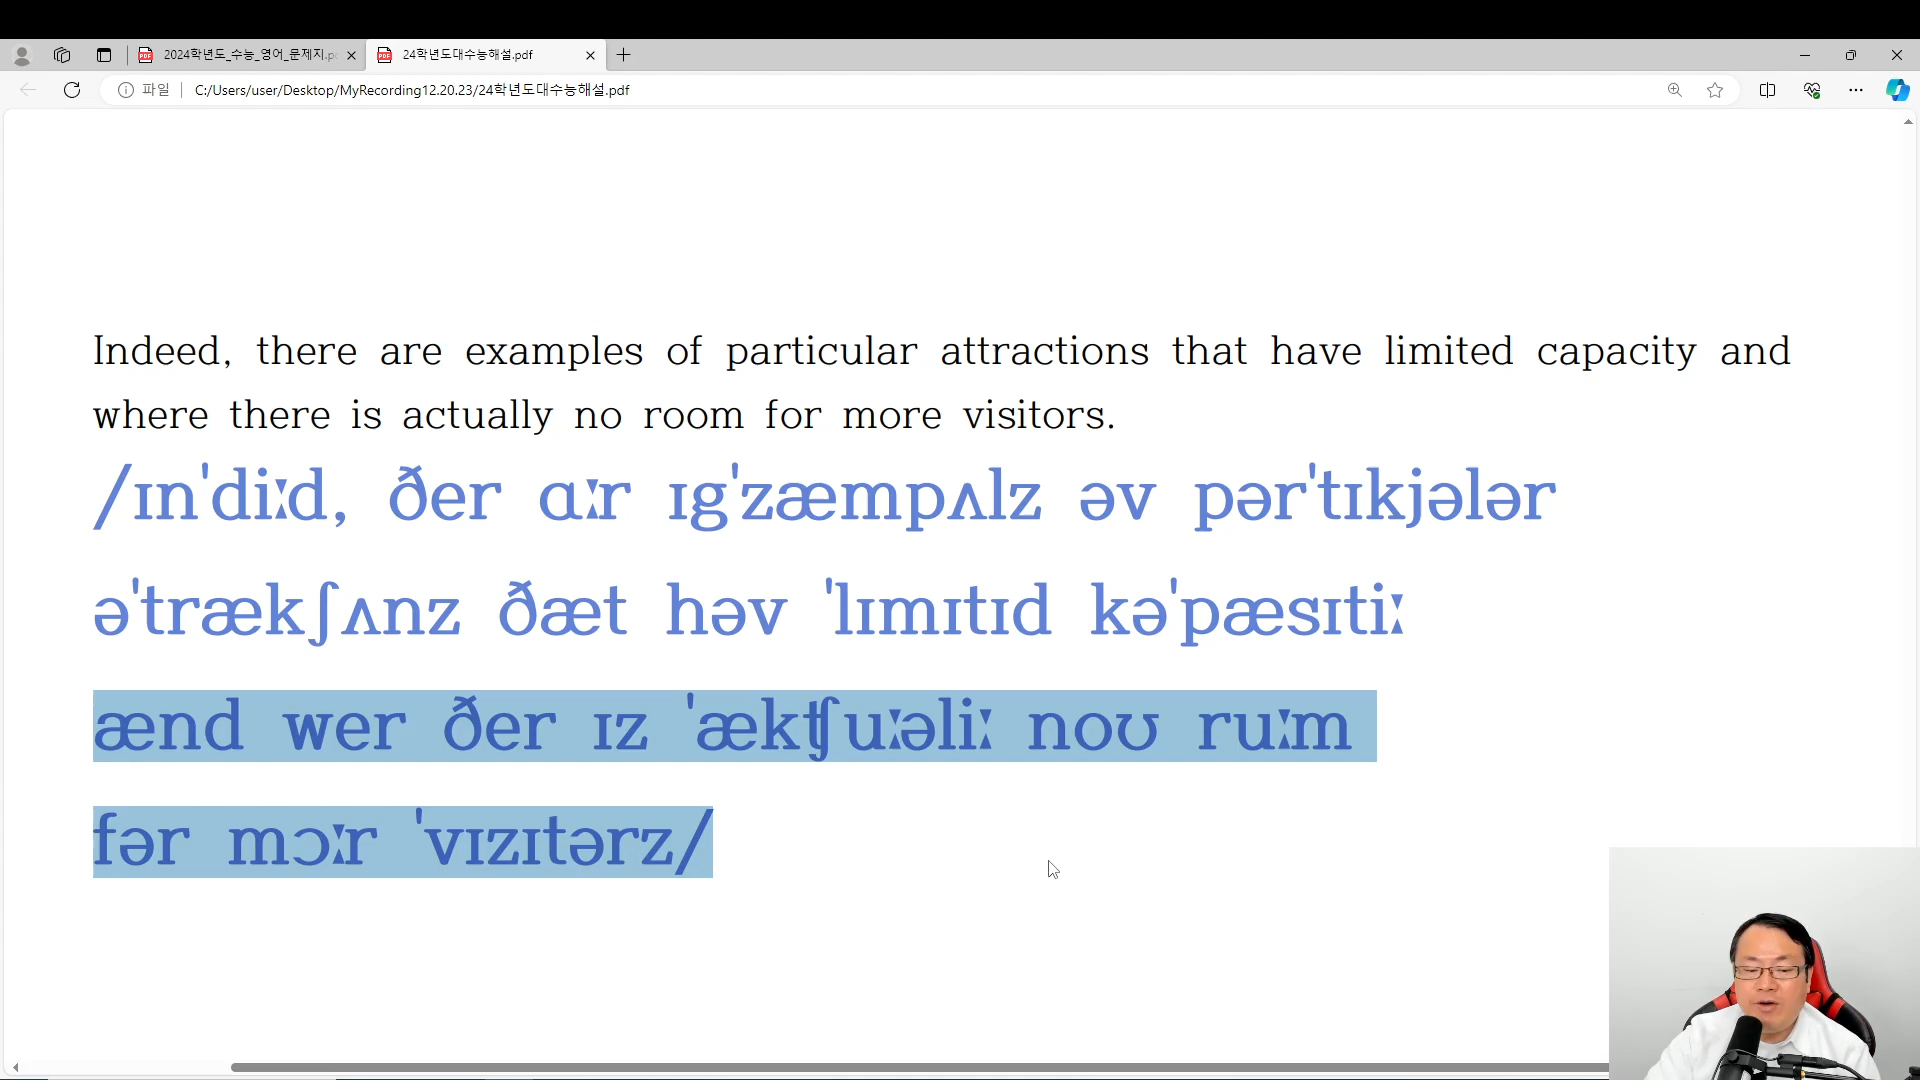 2024학년도_수능_영어_문제지.p
24학년도대수능해설.pdf
파일
C:/Users/user/Desktop/MyRecording12.20.23/24학년도대수능해설.pdf
Indeed, there are examples of particular attractions that have limited capacity and
where there is actually no room for more visitors.
/ɪnˈdiːd, ðer ɑːr ɪgˈzæmpʌlz əv pərˈtɪkjələr
əˈtrækʃʌnz ðæt həv ˈlɪmɪtɪd kəˈpæsɪtiː
ænd wer ðer ɪz ˈækʧuːəliː noʊ ruːm
fər mɔːr ˈvɪzɪtərz/